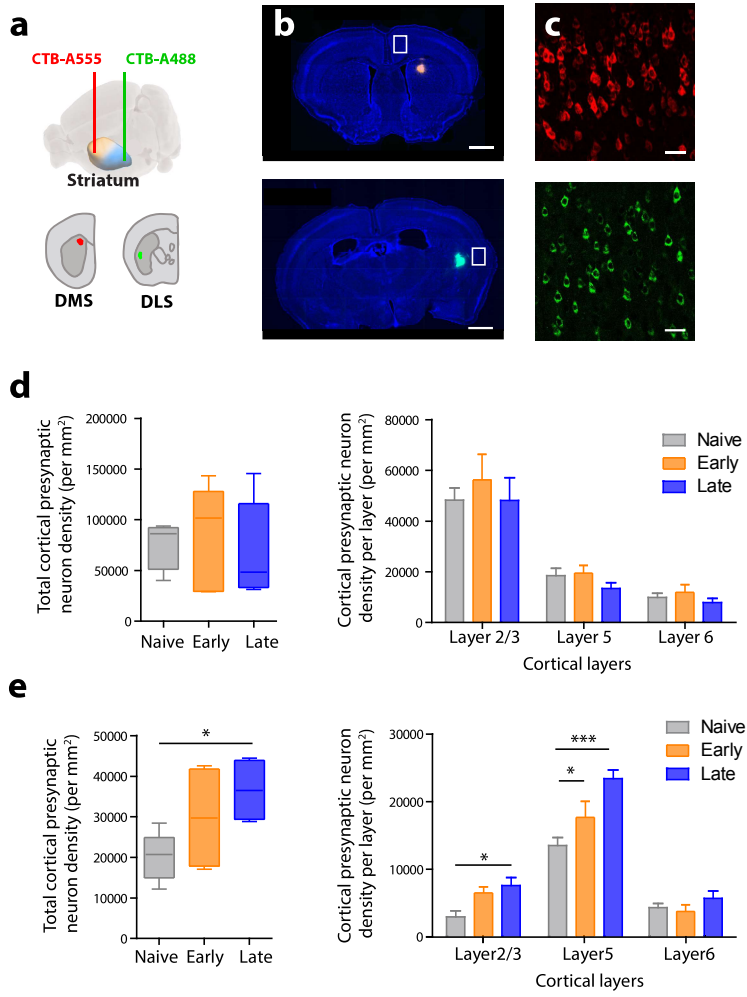 a
CTB-A555
CTB-A488
Striatum
DMS
DLS
b
c
d
Total cortical presynaptic
neuron density (per mm²)
200000
150000
100000
50000
0
Naive
Early
Late
Cortical presynaptic neuron
density per layer (per mm²)
80000
60000
40000
20000
0
Layer 2/3
Layer 5
Layer 6
Cortical layers
Naive
Early
Late
e
Total cortical presynaptic
neuron density (per mm²)
50000
40000
30000
20000
10000
0
*
Naive
Early
Late
Cortical presynaptic neuron
density per layer (per mm²)
30000
20000
10000
0
*
***
*
Layer2/3
Layer5
Layer6
Cortical layers
Naive
Early
Late